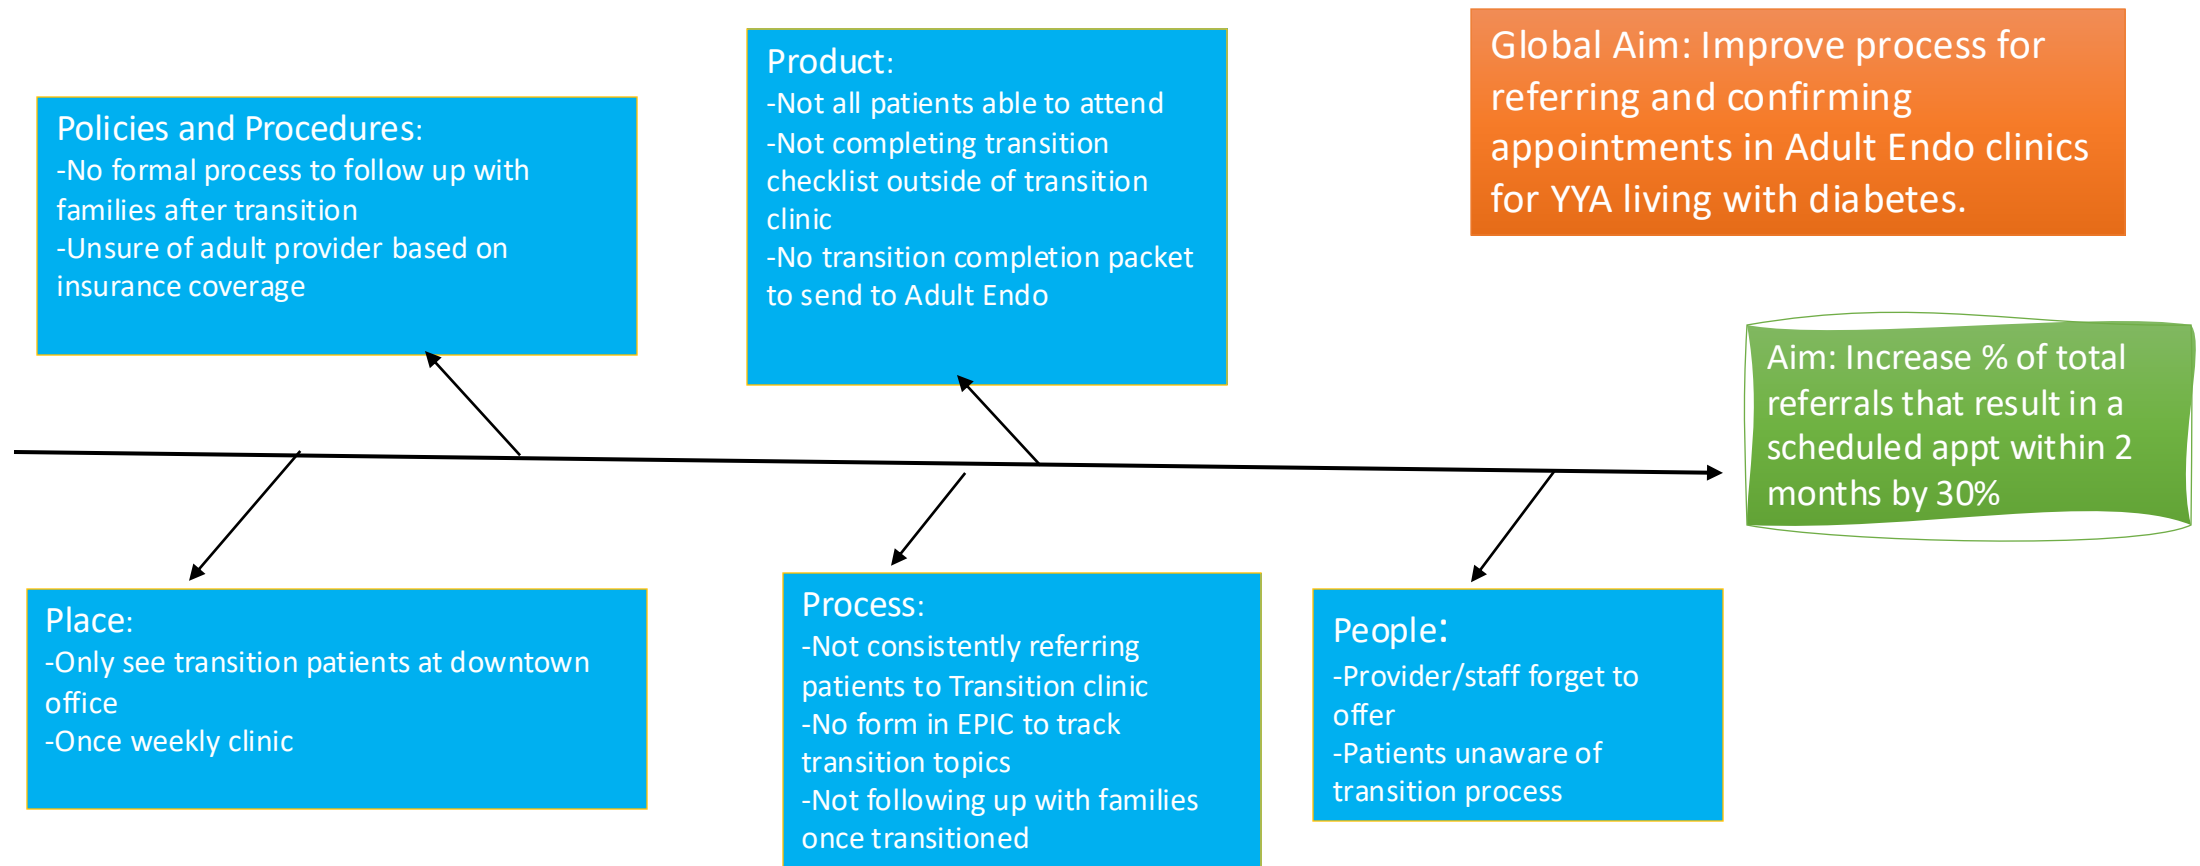 Policies and Procedures:
-No formal process to follow up with
families after transition
-Unsure of adult provider based on
insurance coverage
Product:
-Not all patients able to attend
-Not completing transition
checklist outside of transition
clinic
-No transition completion packet
to send to Adult Endo
Global Aim: Improve process for
referring and confirming
appointments in Adult Endo clinics
for YYA living with diabetes.
Aim: Increase % of total
referrals that result in a
scheduled appt within 2
months by 30%
Place:
-Only see transition patients at downtown
office
-Once weekly clinic
Process:
-Not consistently referring
patients to Transition clinic
-No form in EPIC to track
transition topics
-Not following up with families
once transitioned
People:
-Provider/staff forget to
offer
-Patients unaware of
transition process